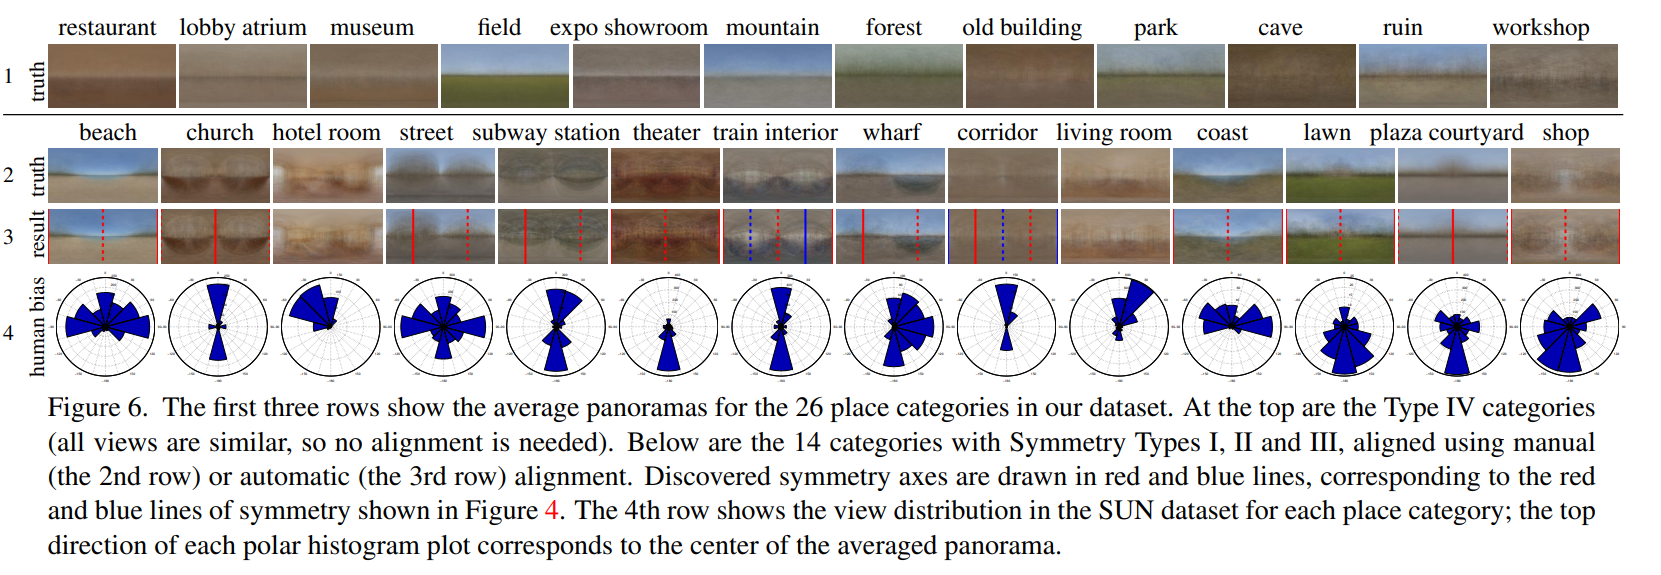 restaurant lobby atrium museum field expo showroom mountain forest old building park cave ruin workshop
1 truth
beach church hotel room street subway station theater train interior wharf corridor living room coast lawn plaza courtyard shop
2 truth
3 result
4 human bias
Figure 6. The first three rows show the average panoramas for the 26 place categories in our dataset. At the top are the Type IV categories
(all views are similar, so no alignment is needed). Below are the 14 categories with Symmetry Types I, II and III, aligned using manual
(the 2nd row) or automatic (the 3rd row) alignment. Discovered symmetry axes are drawn in red and blue lines, corresponding to the red
and blue lines of symmetry shown in Figure 4. The 4th row shows the view distribution in the SUN dataset for each place category; the top
direction of each polar histogram plot corresponds to the center of the averaged panorama.